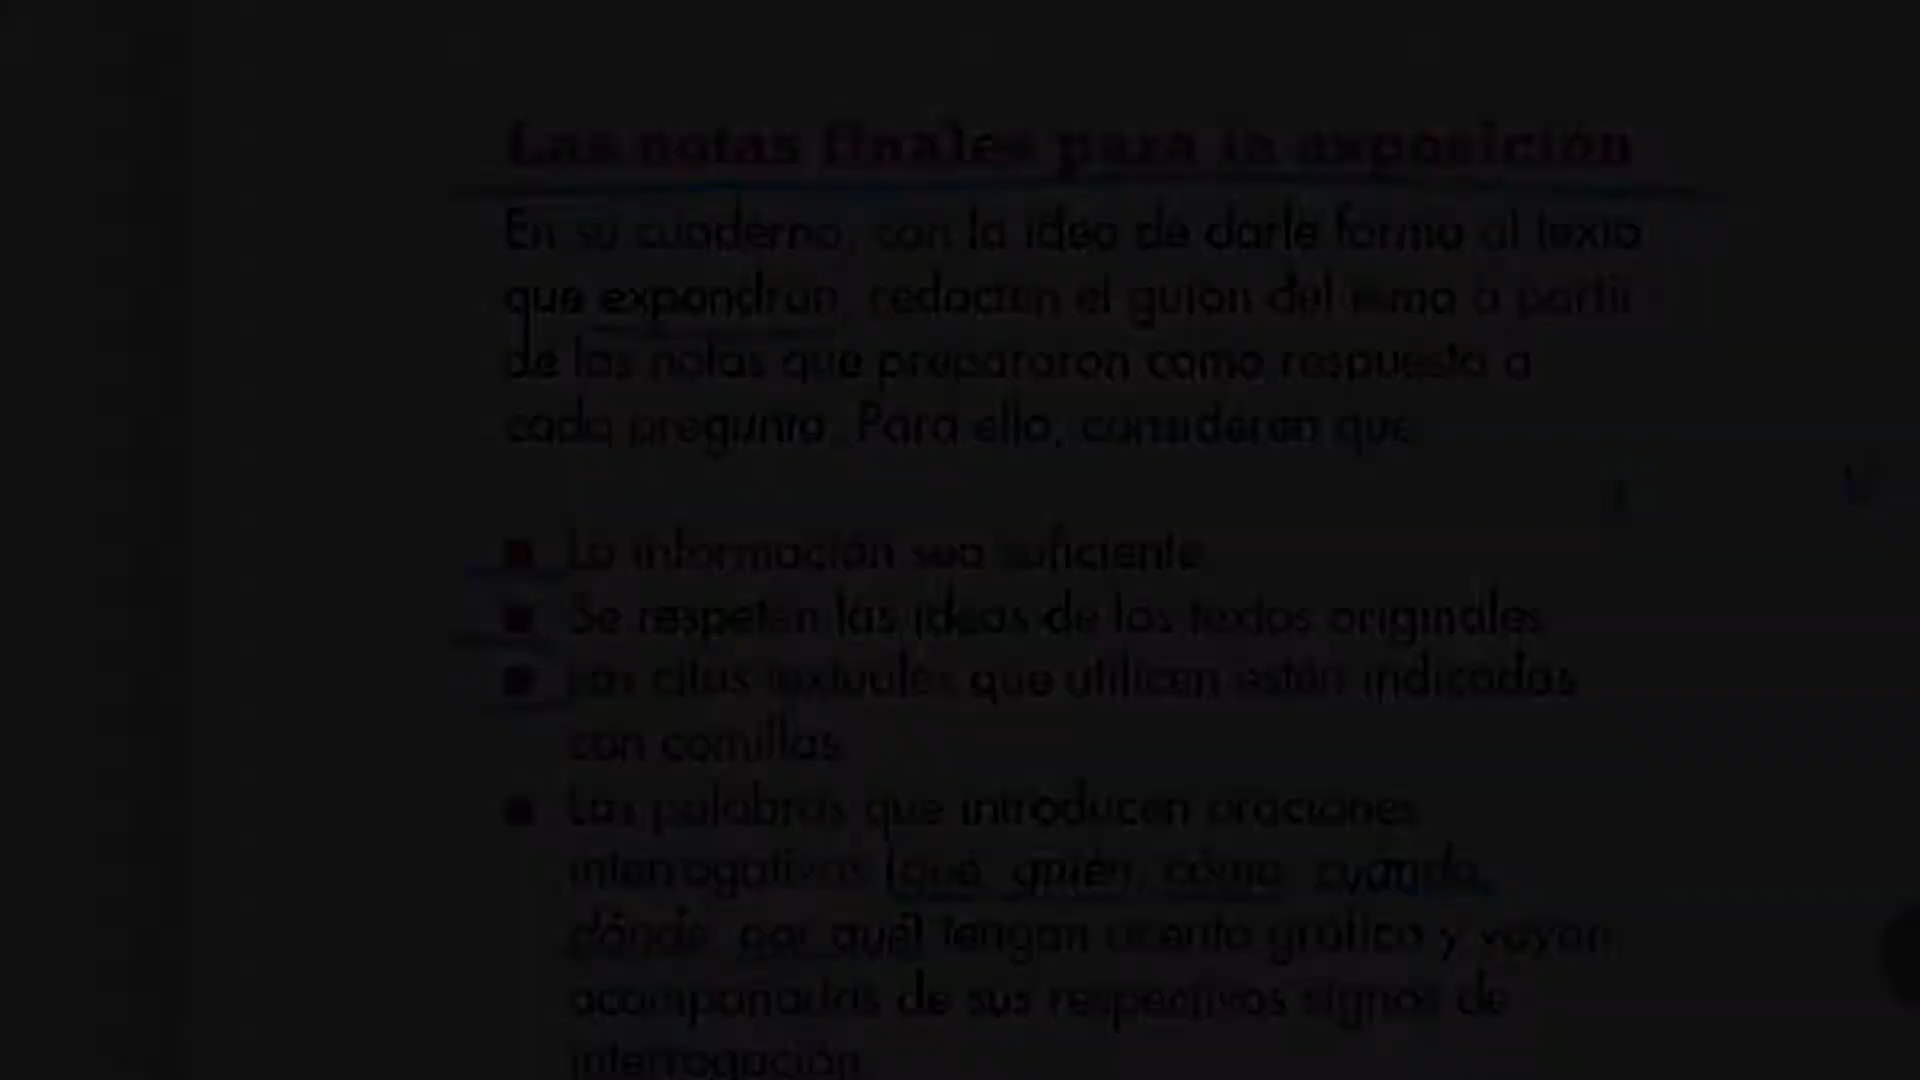 Las notas finales para la exposición
En su cuaderno, con la idea de darle forma al texto
que expondrán, redacten el guion del tema a partir
de las notas que prepararon como respuesta a
cada pregunta. Para ello, consideren que:
La información sea suficiente.
Se respeten las ideas de los textos originales.
Las citas textuales que utilicen estén indicadas
con comillas.
Las palabras que introducen oraciones
interrogativas (qué, quién, cómo, cuándo,
dónde, por qué) tengan acento gráfico y vayan
acompañadas de sus respectivos signos de
interrogación.